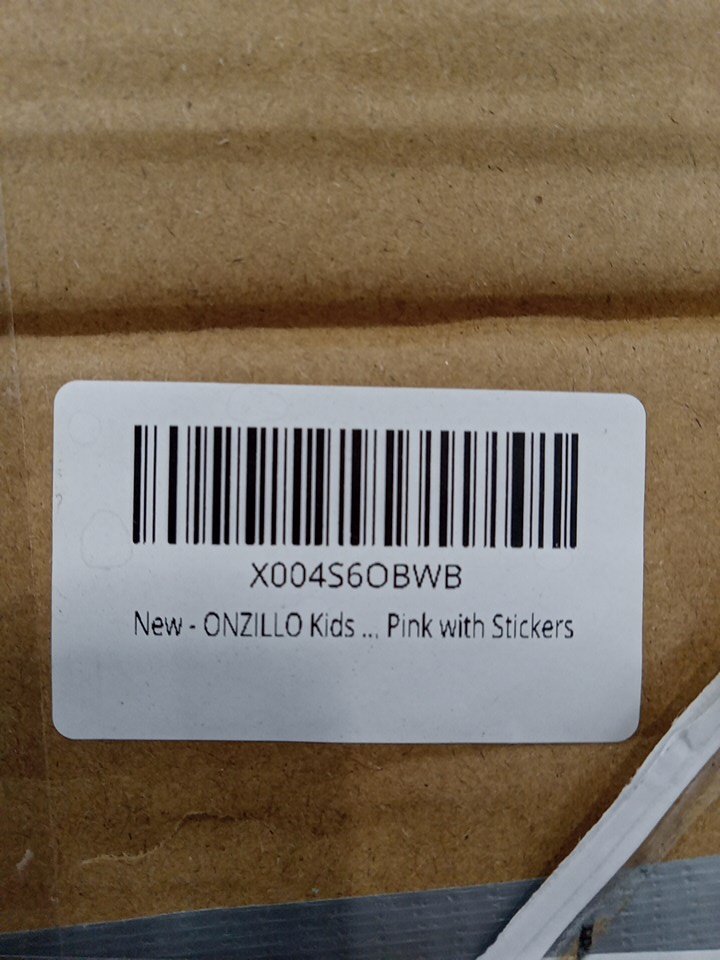 X004S6OBWB
New - ONZILLO Kids ... Pink with Stickers